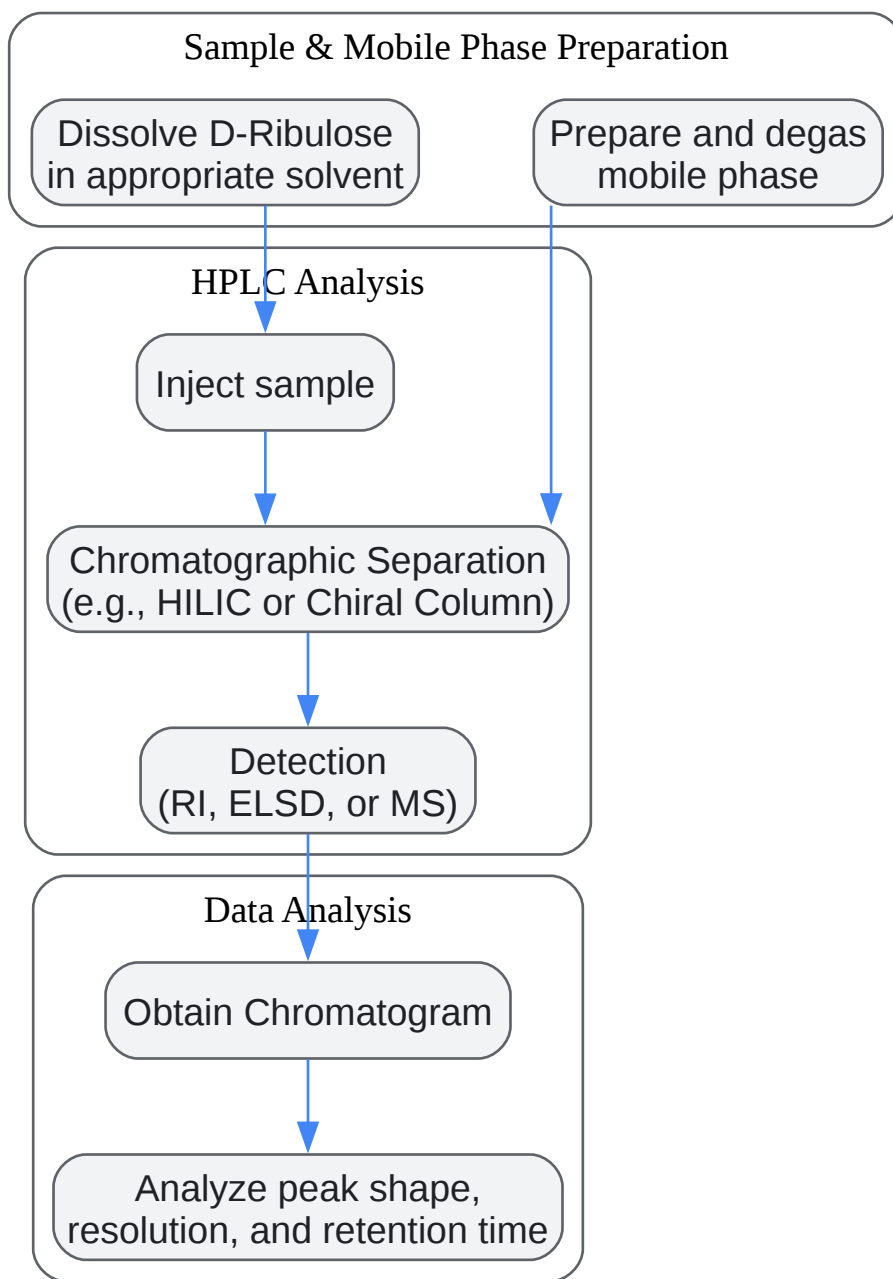 Sample & Mobile Phase Preparation
Dissolve D-Ribulose
in appropriate solvent
Prepare and degas
mobile phase
HPLC Analysis
Inject sample
Chromatographic Separation
(e.g., HILIC or Chiral Column)
Detection
(RI, ELSD, or MS)
Data Analysis
Obtain Chromatogram
Analyze peak shape,
resolution, and retention time